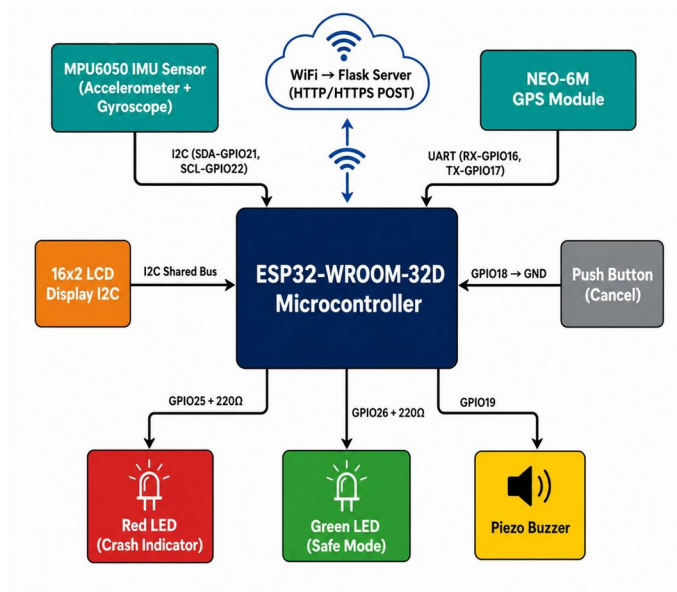 MPU6050 IMU Sensor
(Accelerometer +
Gyroscope)
WiFi → Flask Server
(HTTP/HTTPS POST)
NEO-6M
GPS Module
I2C (SDA-GPIO21,
SCL-GPIO22)
UART (RX-GPIO16,
TX-GPIO17)
16x2 LCD
Display I2C
I2C Shared Bus
ESP32-WROOM-32D
Microcontroller
GPIO18 → GND
Push Button
(Cancel)
GPIO25 + 220Ω
GPIO26 + 220Ω
GPIO19
Red LED
(Crash Indicator)
Green LED
(Safe Mode)
Piezo Buzzer